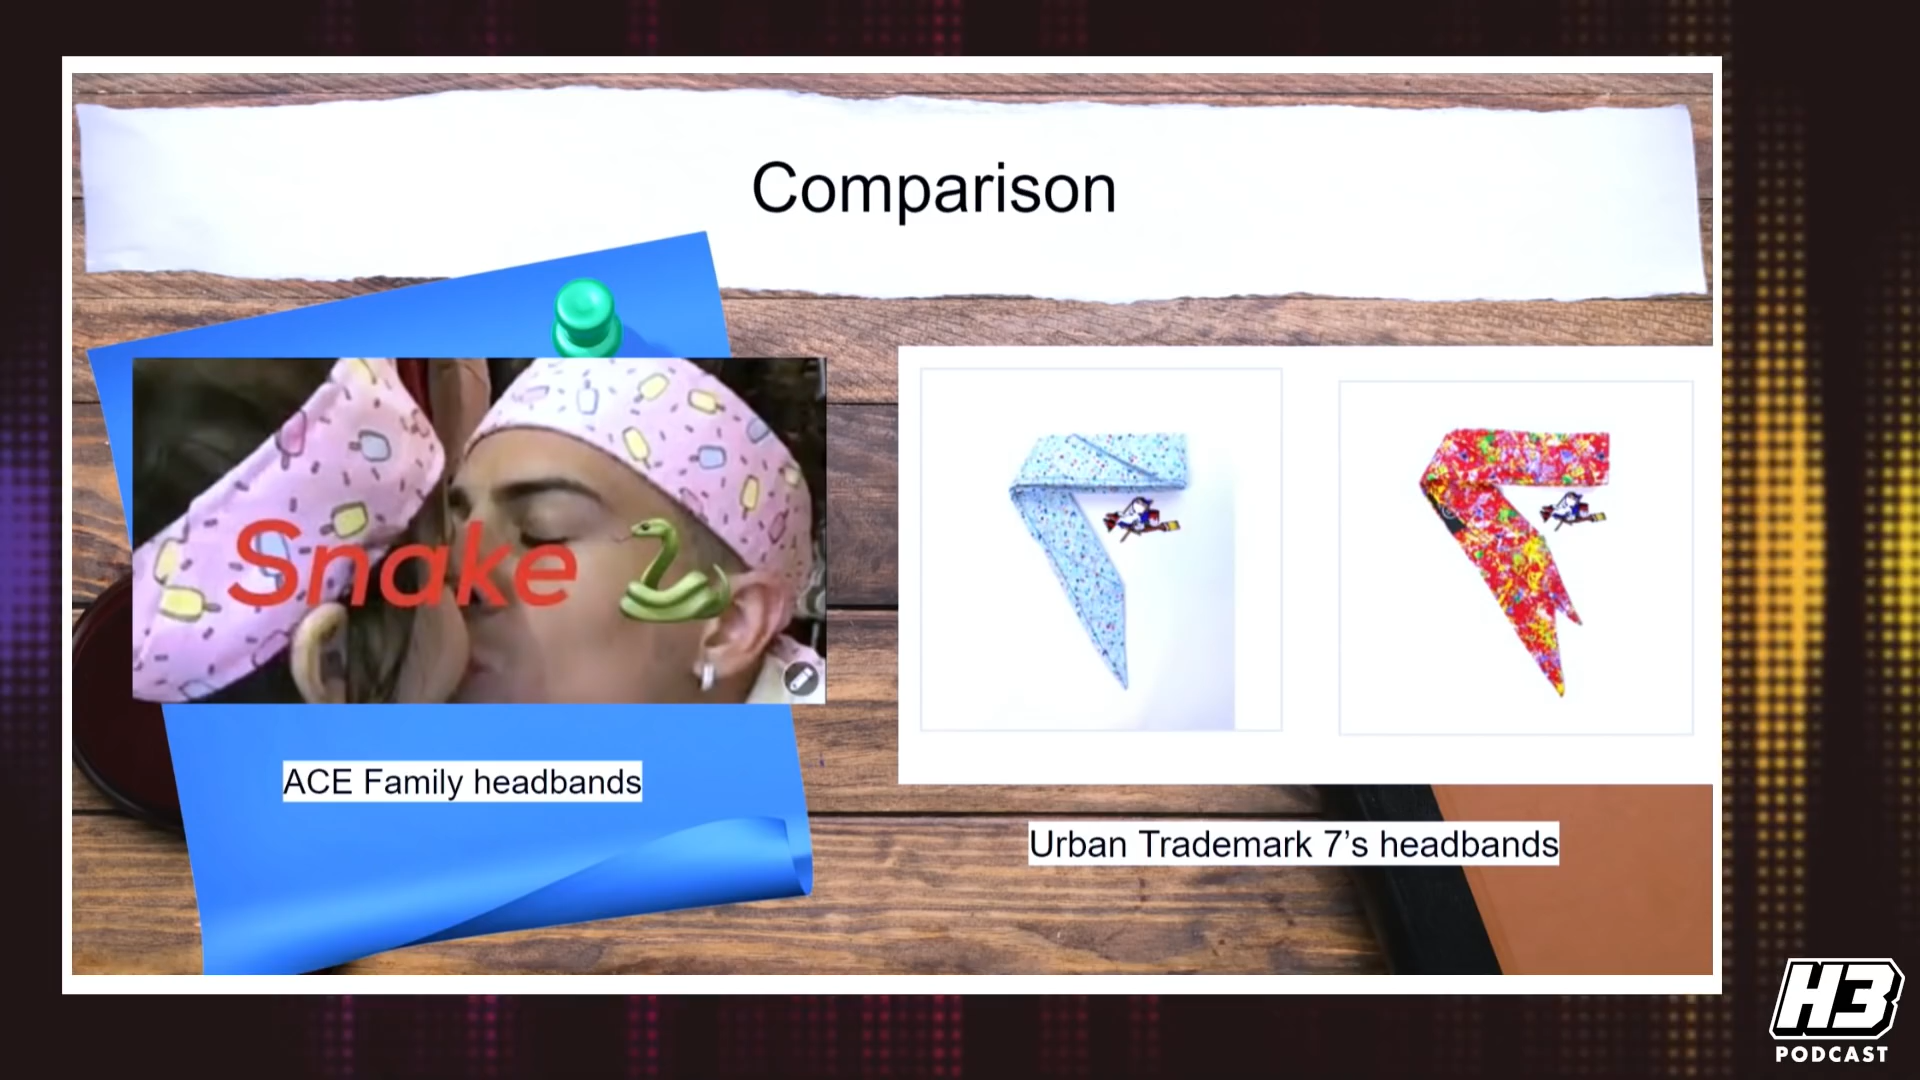 Comparison
Snake
ACE Family headbands
Urban Trademark 7’s headbands
H3
PODCAST